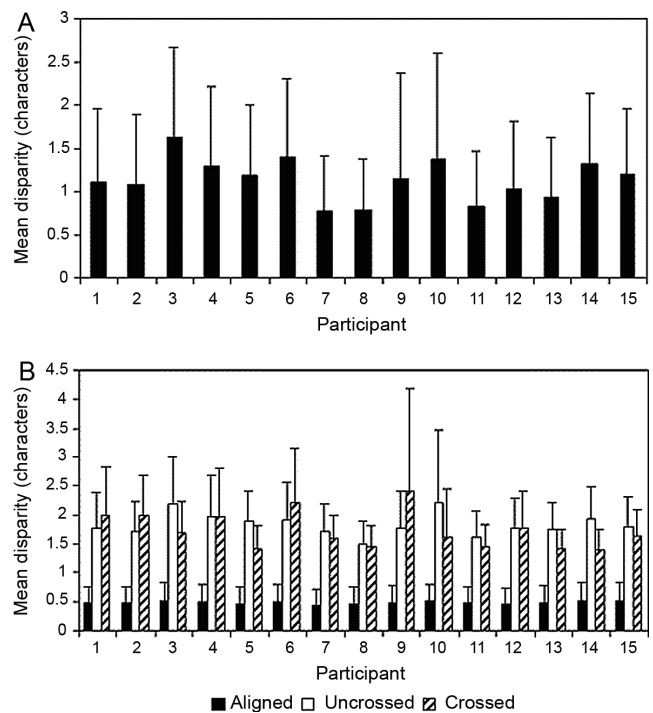 A
Mean disparity (characters)
3
2.5
2
1.5
1
0.5
0
1 2 3 4 5 6 7 8 9 10 11 12 13 14 15
Participant
B
Mean disparity (characters)
4.5
4
3.5
3
2.5
2
1.5
1
0.5
0
1 2 3 4 5 6 7 8 9 10 11 12 13 14 15
Participant
Aligned Uncrossed Crossed